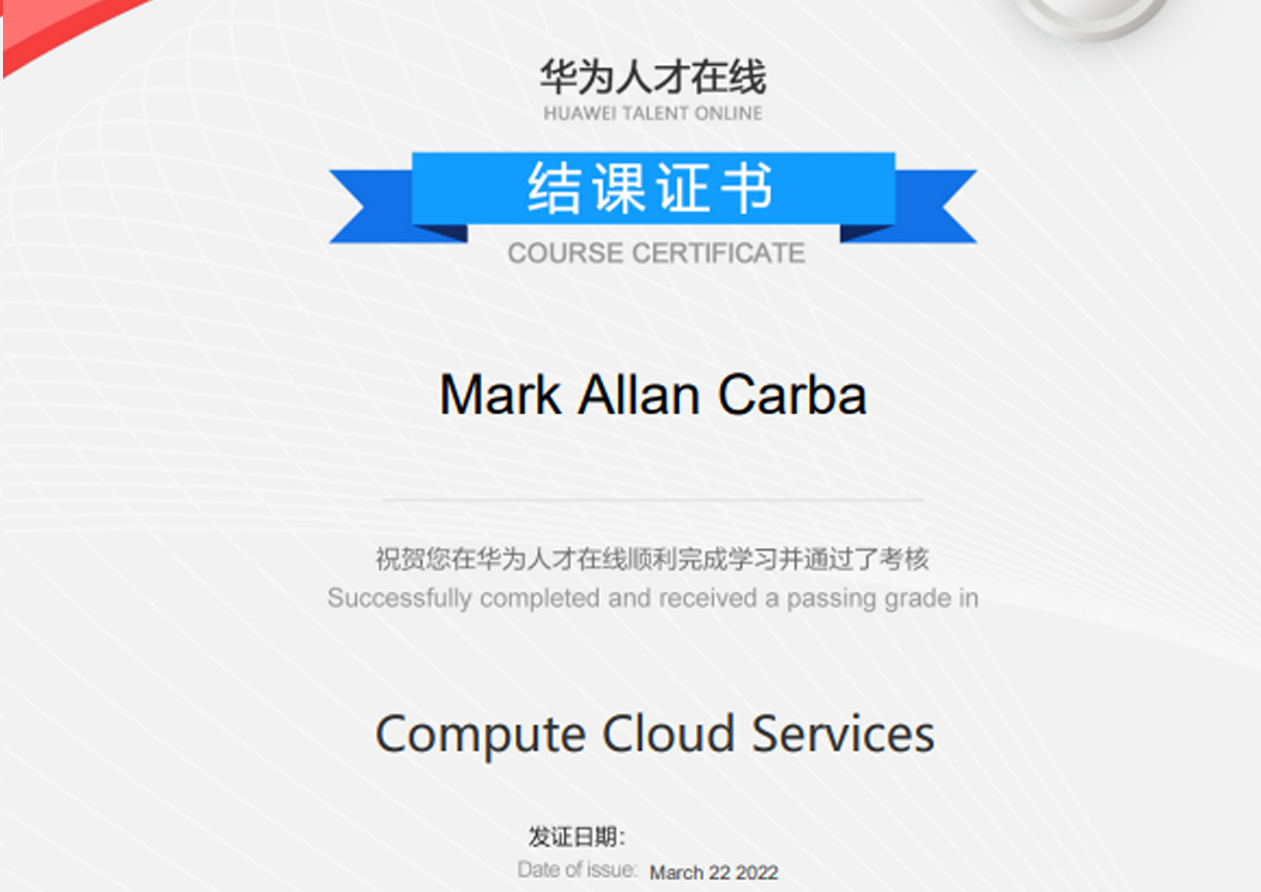 华为人才在线
HUAWEI TALENT ONLINE
结课证书
COURSE CERTIFICATE
Mark Allan Carba
祝贺您在华为人才在线顺利完成学习并通过了考核
Successfully completed and received a passing grade in
Compute Cloud Services
发证日期:
Date of issue: March 22 2022